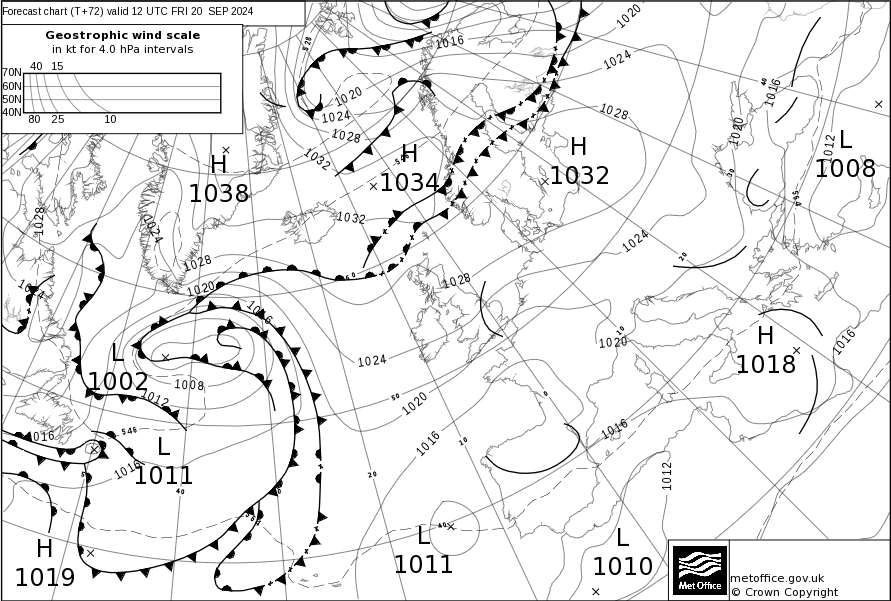 Forecast chart (T+72) valid 12 UTC FRI 20 SEP 2024
Geostrophic wind scale
in kt for 4.0 hPa intervals
40 15
70N
60N
50N
40N
80 25 10
528
1016
1020
1024
1028
1032
1020
1024
1028
1016
1020
1012
L
1008
H
1038
H
1034
H
1032
1028
1024
1032
1028
1020
1016
1024
1028
1020
1016
L
1002
1008
1012
1024
1020
1016
H
1018
1016
546
L
1011
1016
1016
1012
H
1019
L
1011
L
1010
Met Office
metoffice.gov.uk
© Crown Copyright